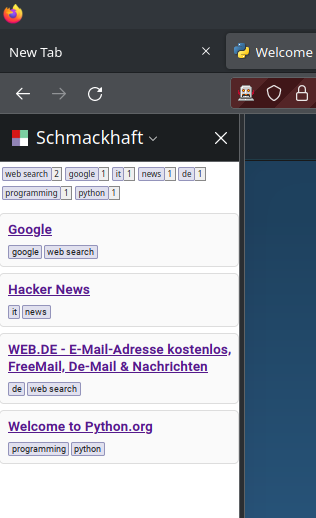 New Tab
Welcome
Schmackhaft
web search 2 google 1 it 1 news 1 de 1
programming 1 python 1
Google
google web search
Hacker News
it news
WEB.DE - E-Mail-Adresse kostenlos,
FreeMail, De-Mail & Nachrichten
de web search
Welcome to Python.org
programming python